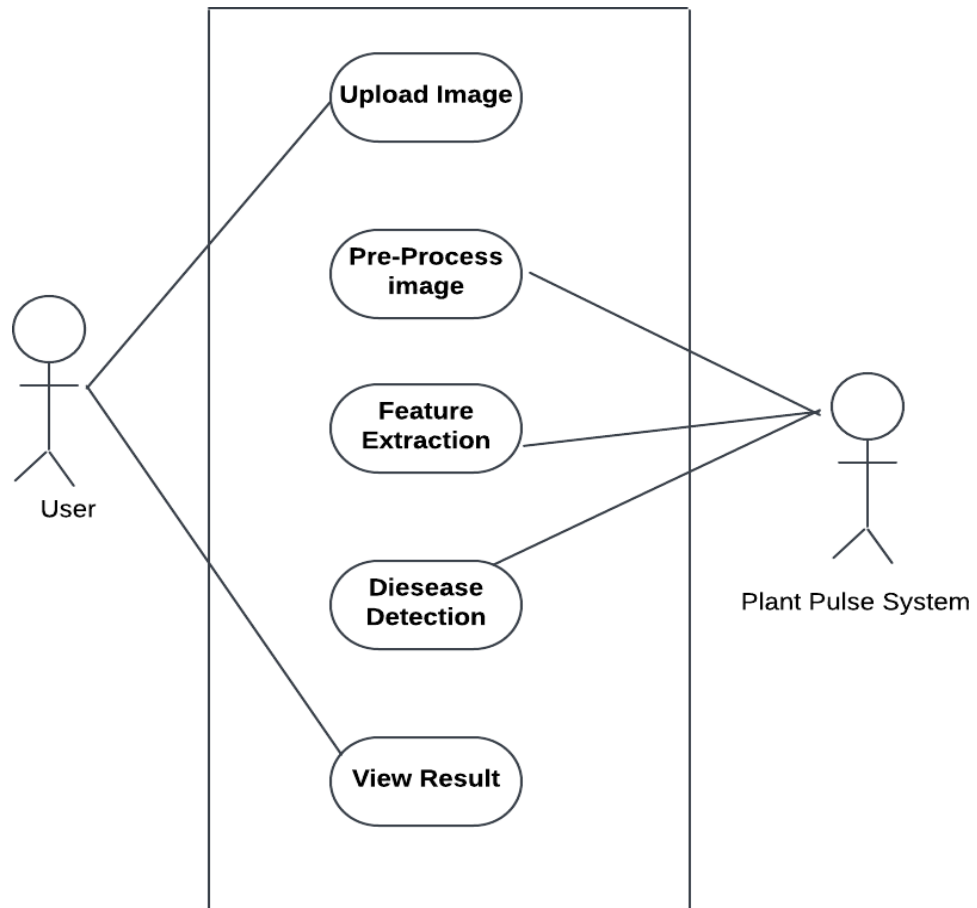 Upload Image
Pre-Process
image
Feature
Extraction
User
Diesease
Detection
Plant Pulse System
View Result